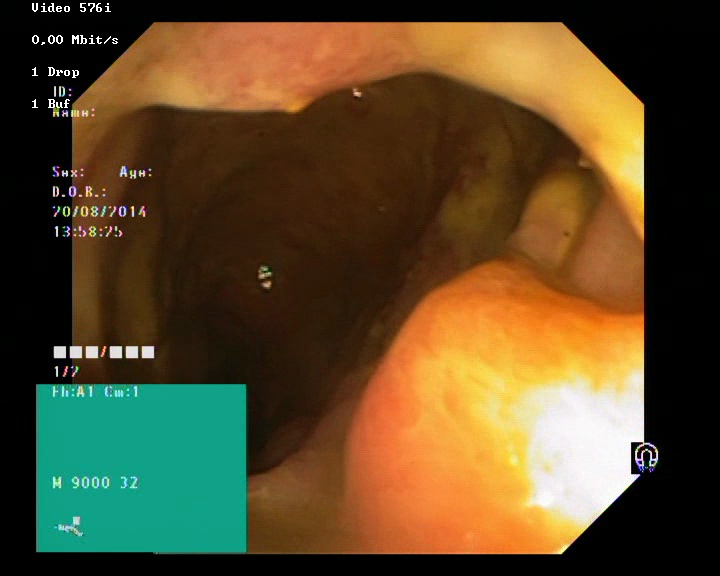 Video 576i
0,00 Mbit/s
1 Drop
1 Buf
ID:
Name:
Sex: Age:
D.O.B.:
20/08/2014
13:58:25
1/2
Eh:A1 Cm:1
M 9000 32